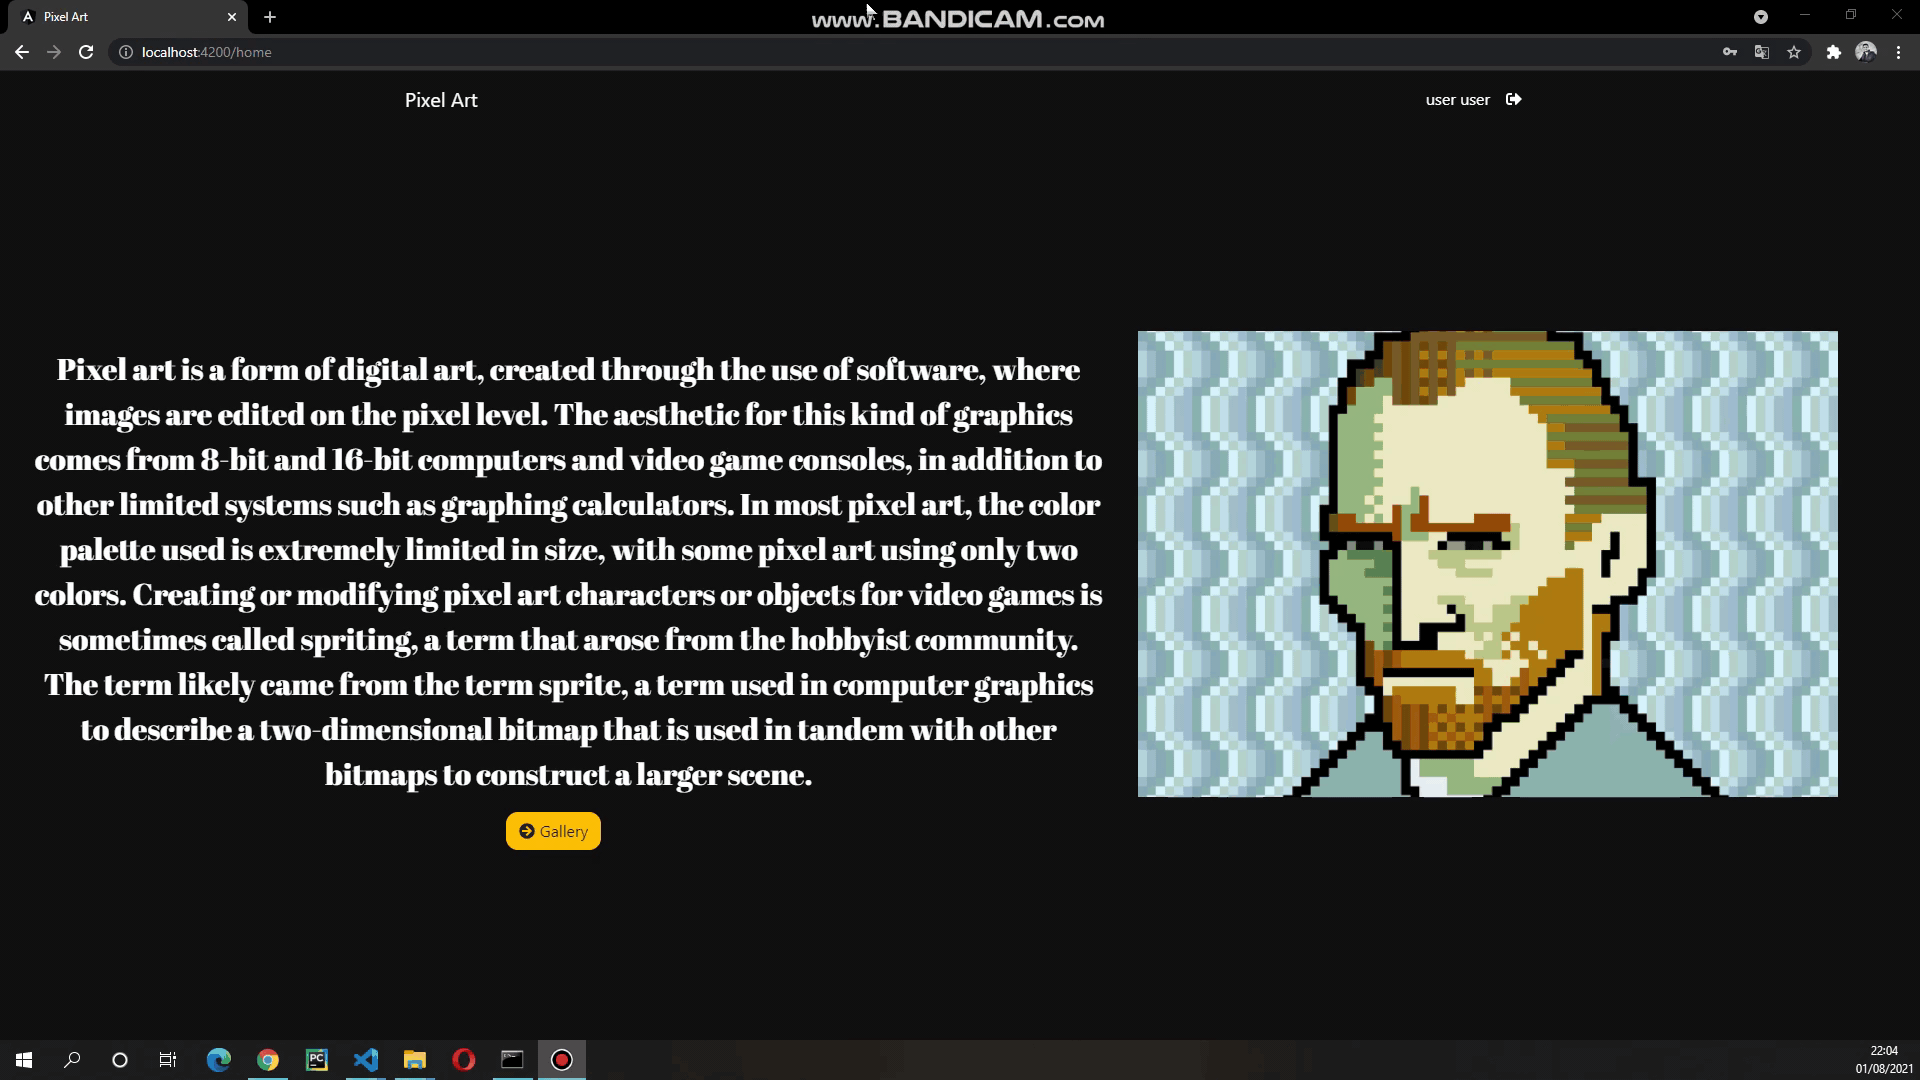 Pixel Art
www.BANDICAM.COM
localhost:4200/home
Pixel Art
user user
Pixel art is a form of digital art, created through the use of software, where
images are edited on the pixel level. The aesthetic for this kind of graphics
comes from 8-bit and 16-bit computers and video game consoles, in addition to
other limited systems such as graphing calculators. In most pixel art, the color
palette used is extremely limited in size, with some pixel art using only two
colors. Creating or modifying pixel art characters or objects for video games is
sometimes called spriting, a term that arose from the hobbyist community.
The term likely came from the term sprite, a term used in computer graphics
to describe a two-dimensional bitmap that is used in tandem with other
bitmaps to construct a larger scene.
Gallery
PC
22:04
01/08/2021